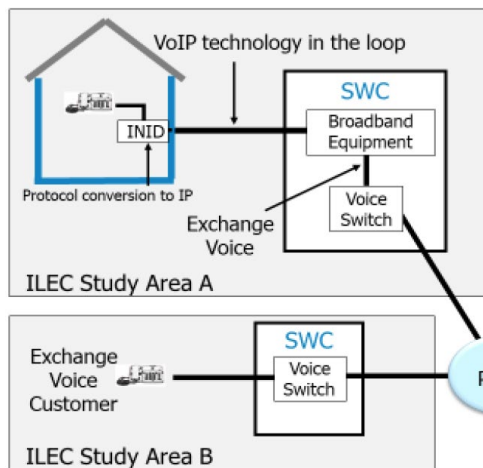 VoIP technology in the loop
SWC
Broadband
Equipment
INID
Protocol conversion to IP
Exchange
Voice
Voice
Switch
ILEC Study Area A
SWC
Exchange
Voice
Customer
Voice
Switch
ILEC Study Area B